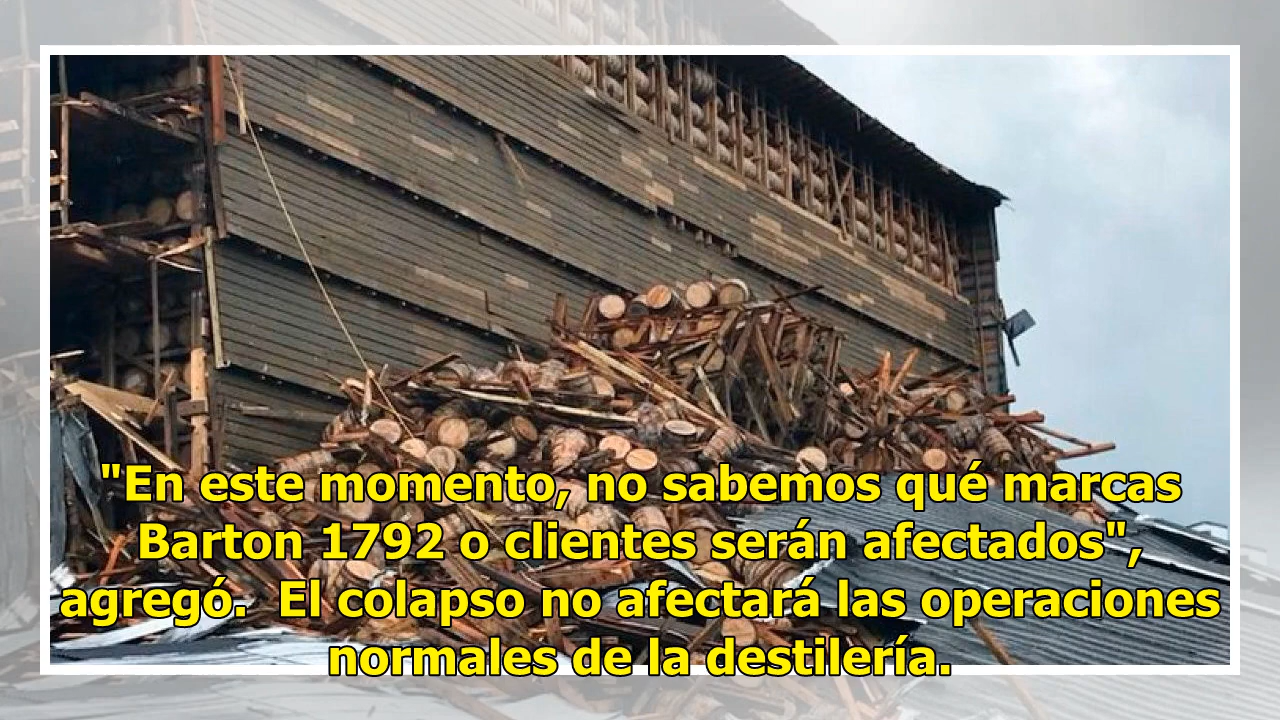 "En este momento, no sabemos qué marcas
Barton 1792 o clientes serán afectados",
agregó.  El colapso no afectará las operaciones
normales de la destilería.